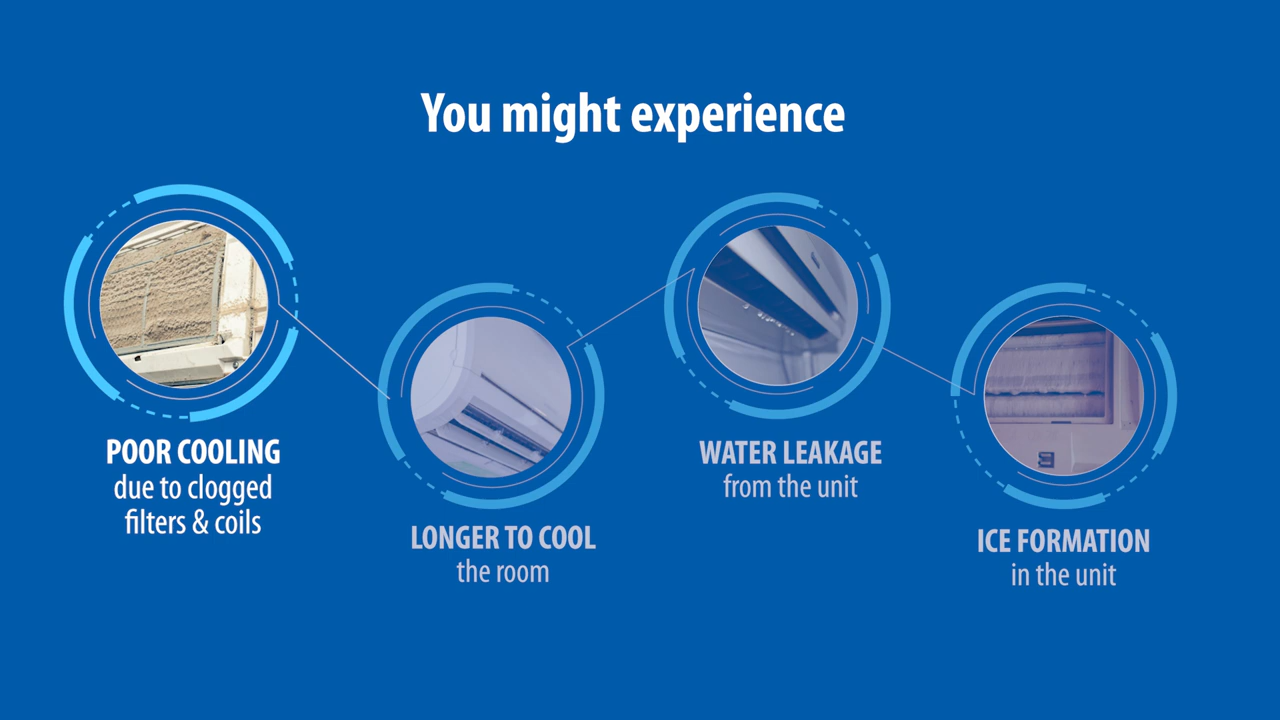 You might experience
POOR COOLING
due to clogged
filters & coils
LONGER TO COOL
the room
WATER LEAKAGE
from the unit
ICE FORMATION
in the unit